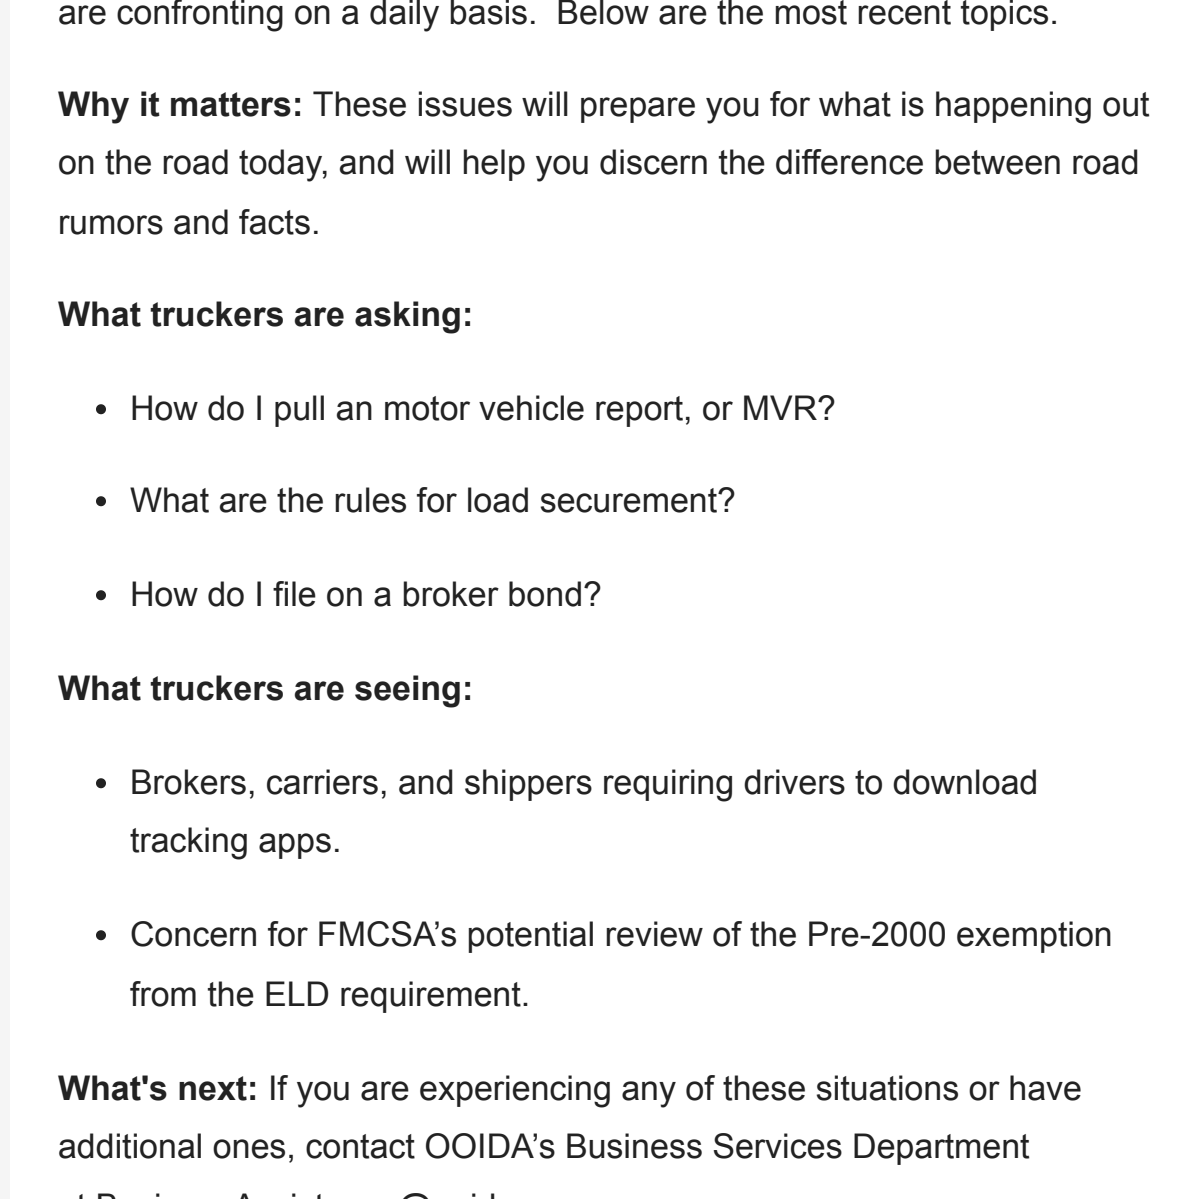 are confronting on a daily basis.  Below are the most recent topics.
Why it matters: These issues will prepare you for what is happening out
on the road today, and will help you discern the difference between road
rumors and facts.
What truckers are asking:
• How do I pull an motor vehicle report, or MVR?
• What are the rules for load securement?
• How do I file on a broker bond?
What truckers are seeing:
• Brokers, carriers, and shippers requiring drivers to download
tracking apps.
• Concern for FMCSA’s potential review of the Pre-2000 exemption
from the ELD requirement.
What's next: If you are experiencing any of these situations or have
additional ones, contact OOIDA’s Business Services Department